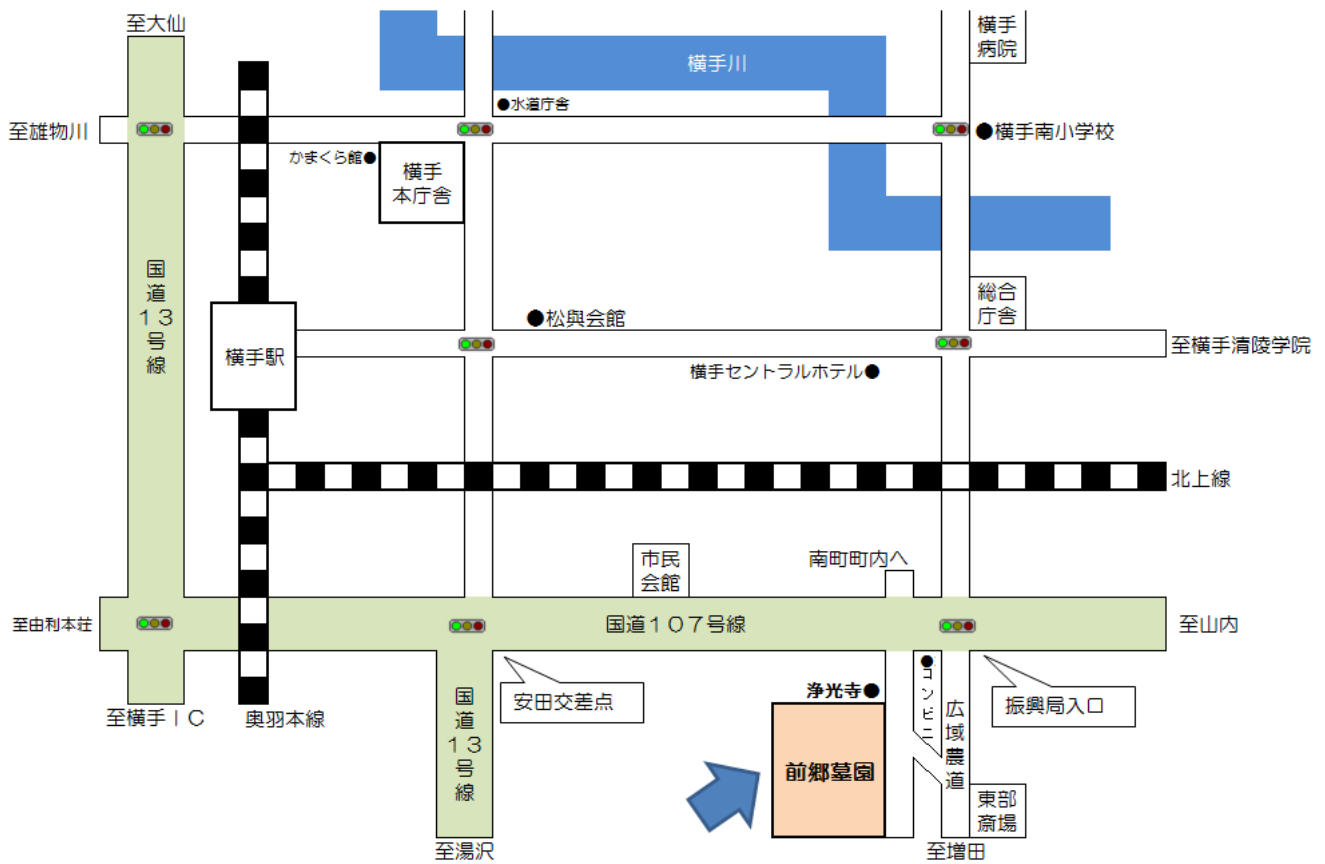 至大仙
横手
病院
横手川
●水道庁舎
至雄物川
●横手南小学校
かまくら館●
横手
本庁舎
国道13号線
総合
庁舎
●松與会館
横手駅
至横手清陵学院
横手セントラルホテル●
北上線
市民
会館
南町町内へ
至由利本荘
国道107号線
至山内
●コンビニ
浄光寺●
安田交差点
振興局入口
国道13号線
広域農道
至横手IC
奥羽本線
前郷墓園
東部
斎場
至湯沢
至増田